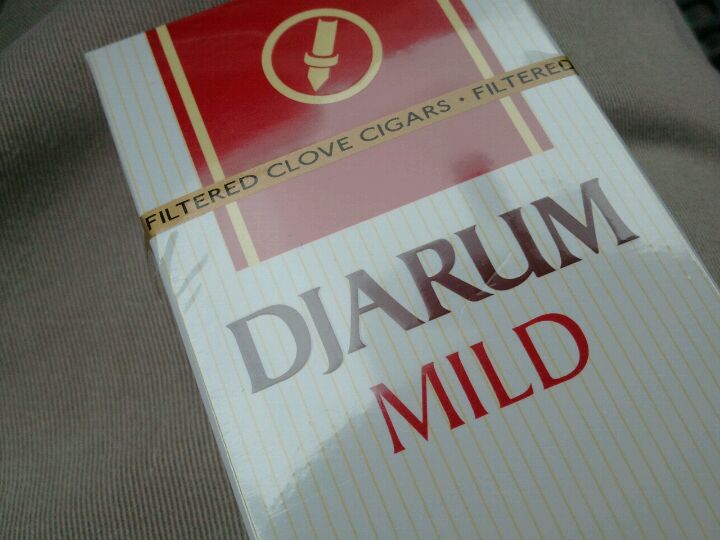 FILTERED CLOVE CIGARS · FILTERED
DJARUM
MILD